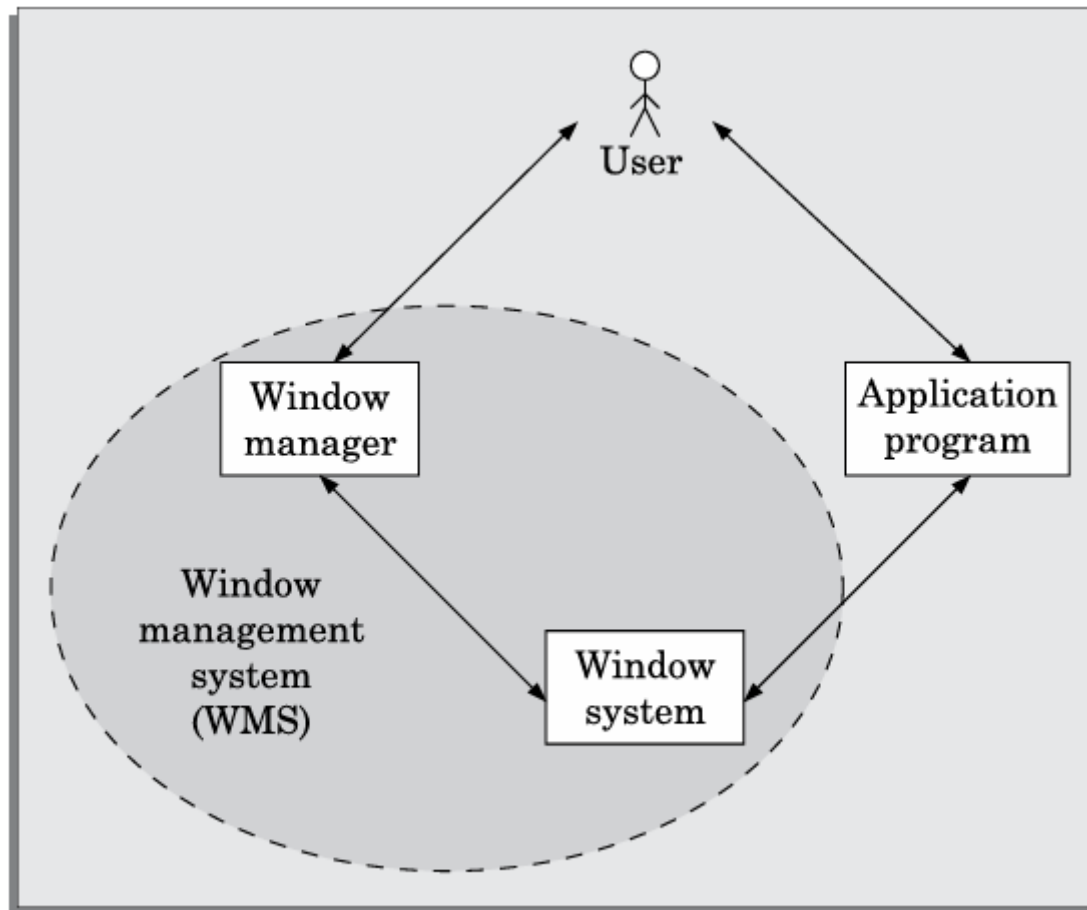 User
Window
manager
Application
program
Window
management
system
(WMS)
Window
system